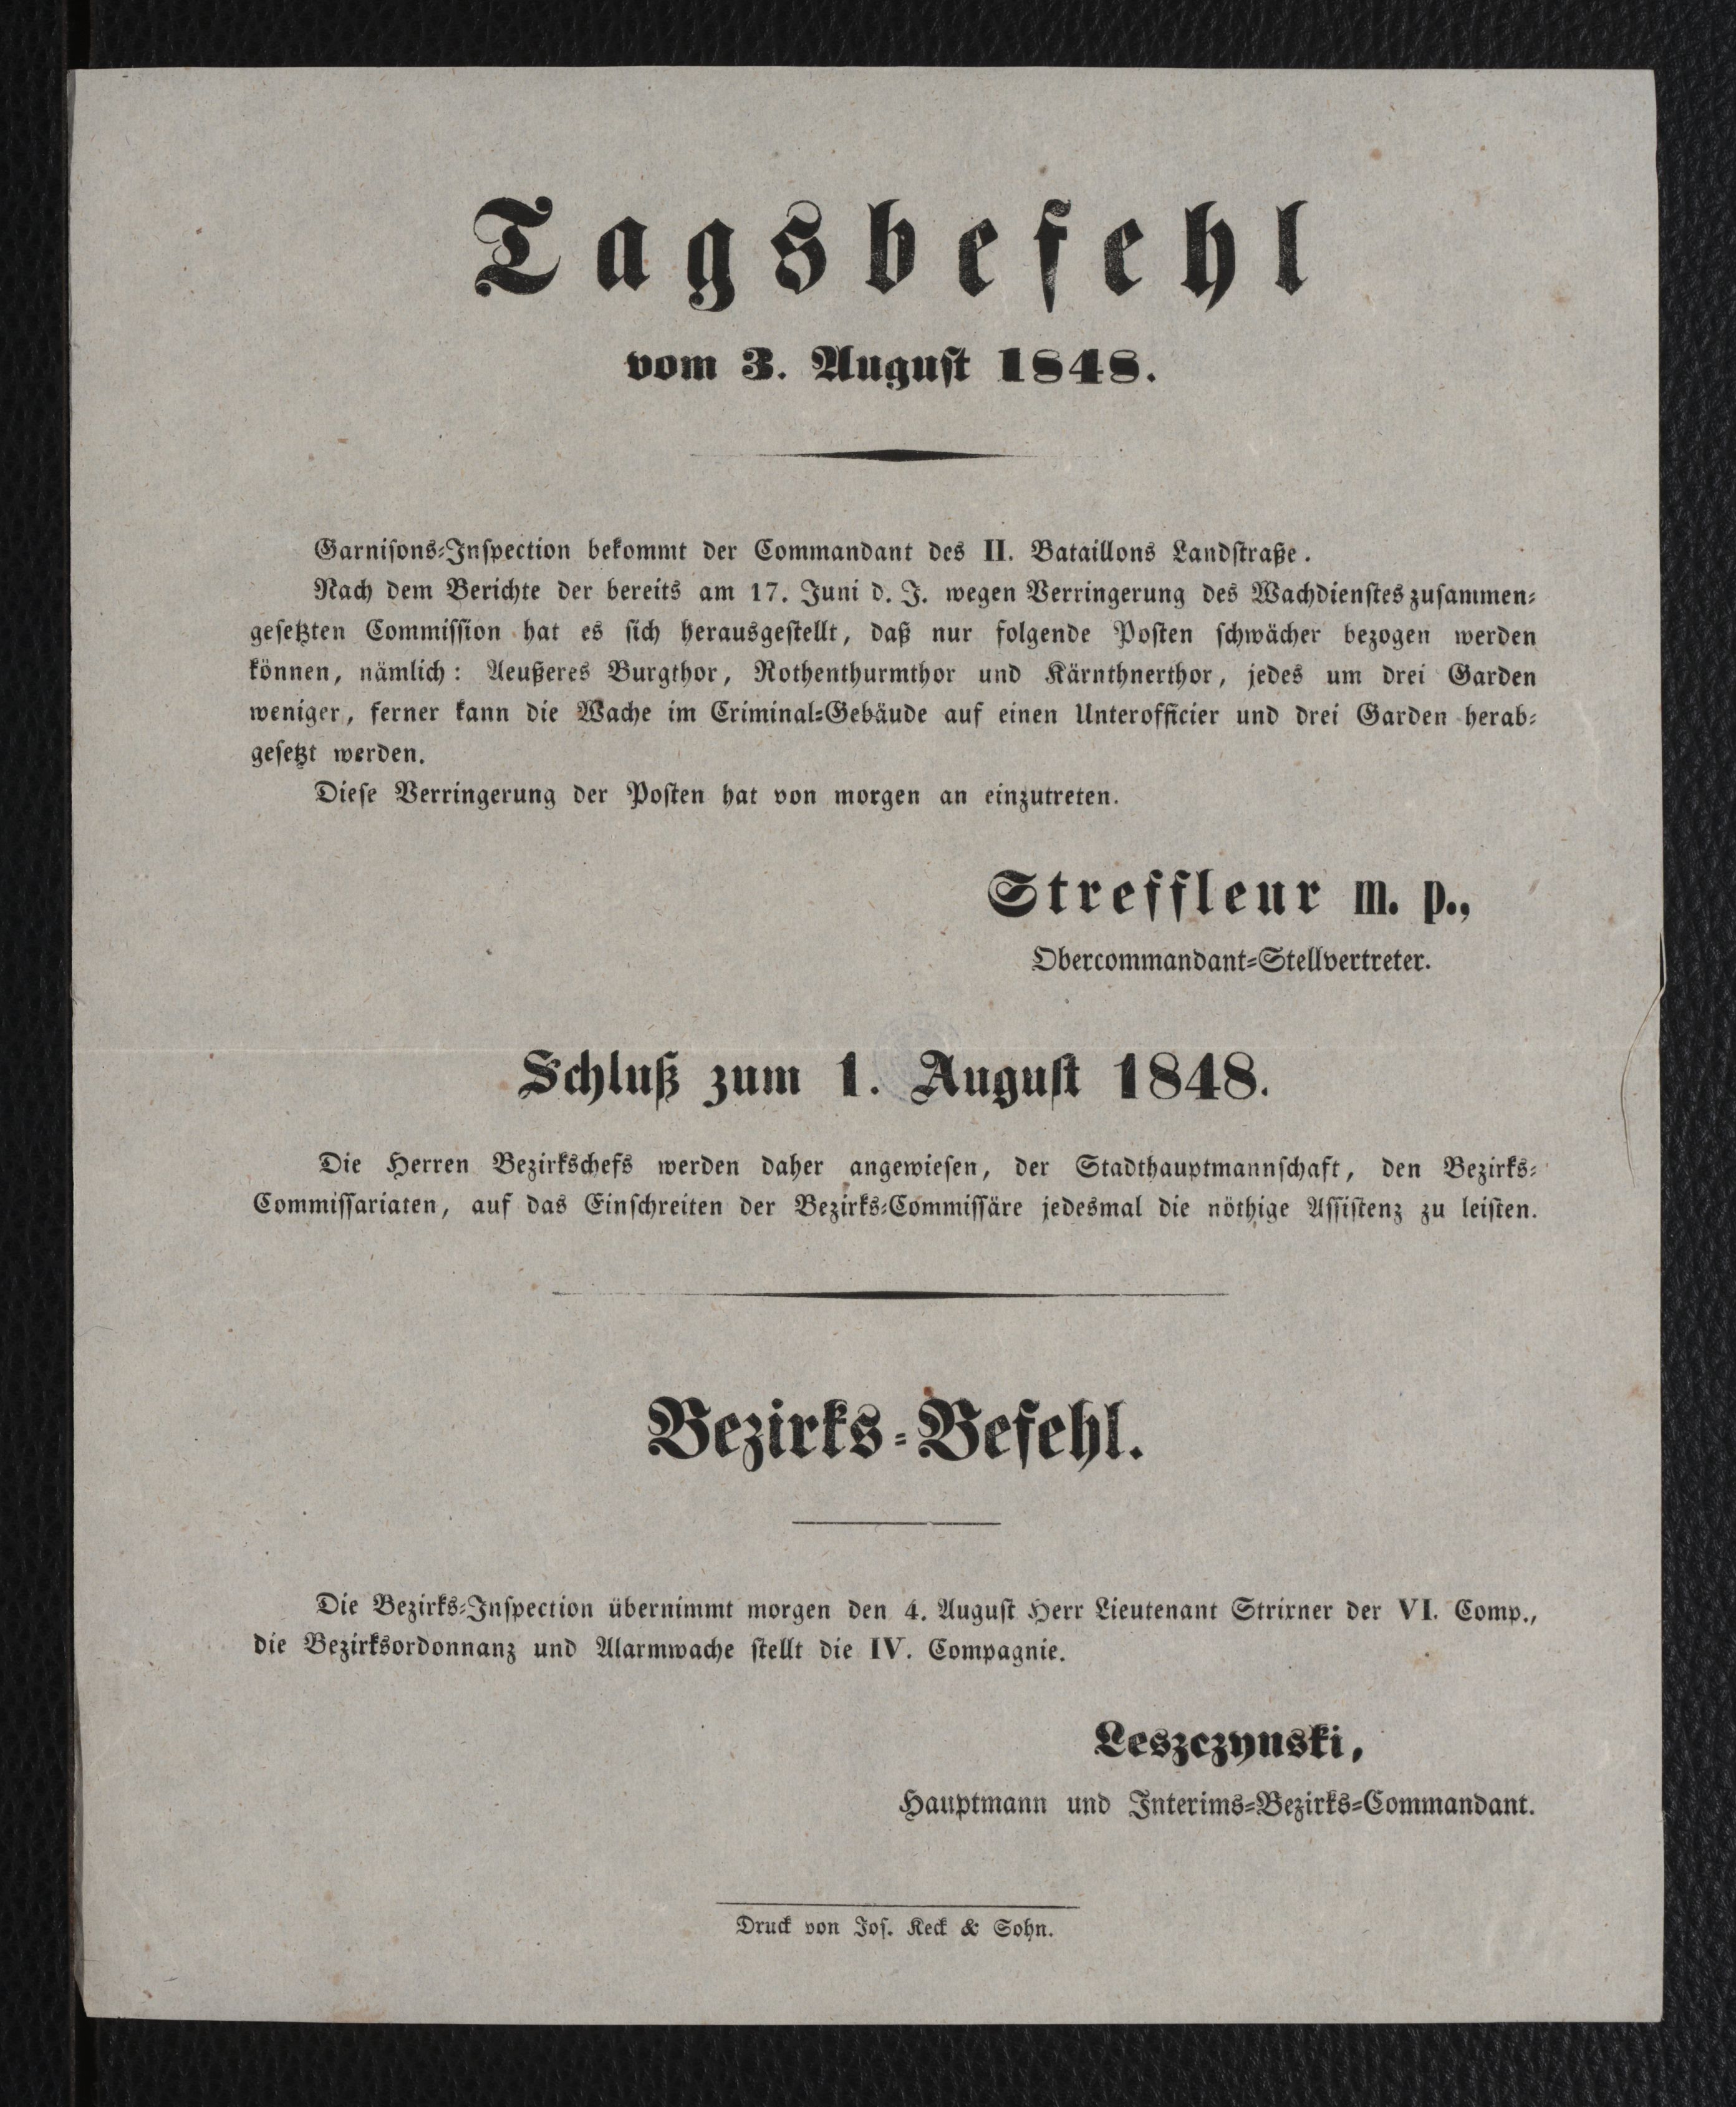 Tagsbefehl
vom 3. August 1848.
Garnisons-Inspection bekommt der Commandant des II. Bataillons Landstraße.
Nach dem Berichte der bereits am 17. Juni d. J. wegen Verringerung des Wachdienstes zusammen-
gesetzten Commission hat es sich herausgestellt, daß nur folgende Posten schwächer bezogen werden
können, nämlich: Aeußeres Burgthor, Rothenthurmthor und Kärnthnerthor, jedes um drei Garden
weniger, ferner kann die Wache im Criminal-Gebäude auf einen Unterofficier und drei Garden herab-
gesetzt werden.
Diese Verringerung der Posten hat von morgen an einzutreten.
Streffleur m. p.,
Obercommandant-Stellvertreter.
Schluß zum 1. August 1848.
Die Herren Bezirkschefs werden daher angewiesen, der Stadthauptmannschaft, den Bezirks-
Commissariaten, auf das Einschreiten der Bezirks-Commissäre jedesmal die nöthige Assistenz zu leisten.
Bezirks-Befehl.
Die Bezirks-Inspection übernimmt morgen den 4. August Herr Lieutenant Strixner der VI. Comp.,
die Bezirksordonnanz und Alarmwache stellt die IV. Compagnie.
Leszczynski,
Hauptmann und Interims-Bezirks-Commandant.
Druck von Jos. Keck & Sohn.